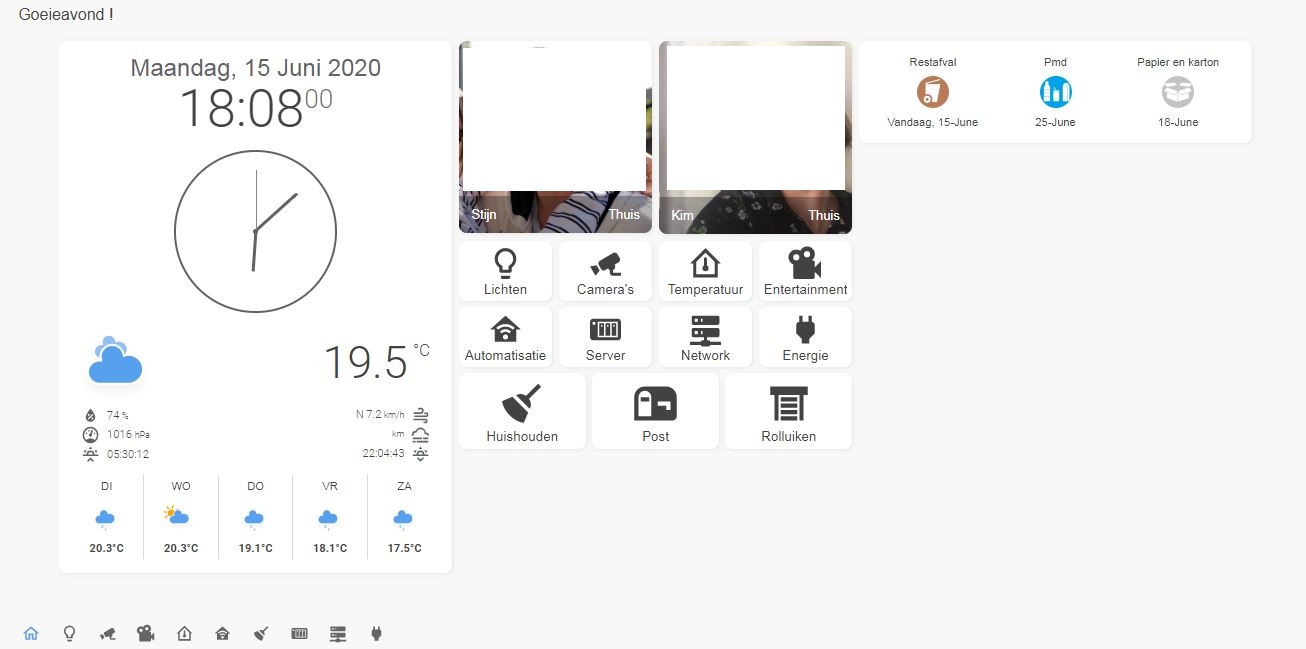 Goeieavond !
Maandag, 15 Juni 2020
18:08 00
19.5 °C
74 %
N 7.2 km/h
1016 hPa
km
05:30:12
22:04:43
DI WO DO VR ZA
20.3°C 20.3°C 19.1°C 18.1°C 17.5°C
Stijn Thuis
Kim Thuis
Lichten Camera's Temperatuur Entertainment
Automatisatie Server Network Energie
Huishouden Post Rolluiken
Restafval Pmd Papier en karton
Vandaag, 15-June 25-June 18-June